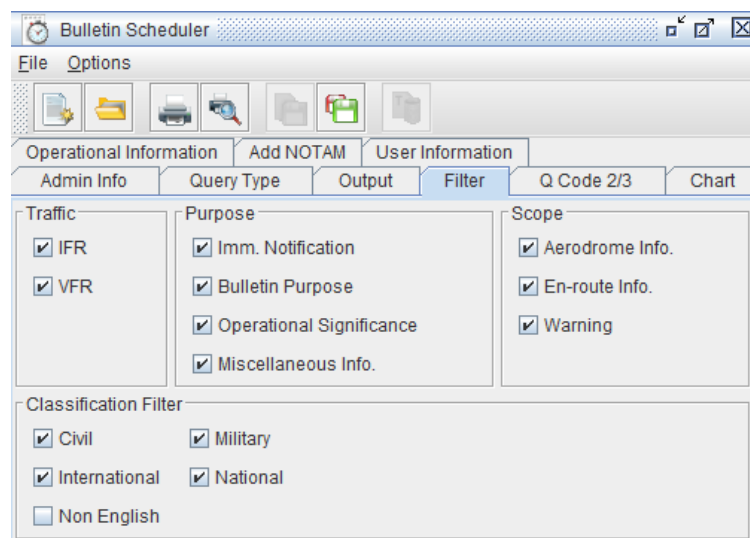 Bulletin Scheduler
File Options
Operational Information Add NOTAM User Information
Admin Info Query Type Output Filter Q Code 2/3 Chart
Traffic Purpose Scope
IFR Imm. Notification Aerodrome Info.
VFR Bulletin Purpose En-route Info.
Operational Significance Warning
Miscellaneous Info.
Classification Filter
Civil Military
International National
Non English